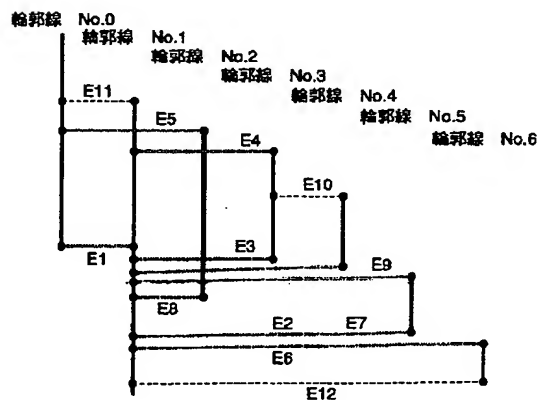 輪郭線 No.0
輪郭線 No.1
輪郭線 No.2
輪郭線 No.3
輪郭線 No.4
輪郭線 No.5
輪郭線 No.6
E11
E5
E4
E10
E1
E3
E9
E8
E2 E7
E6
E12